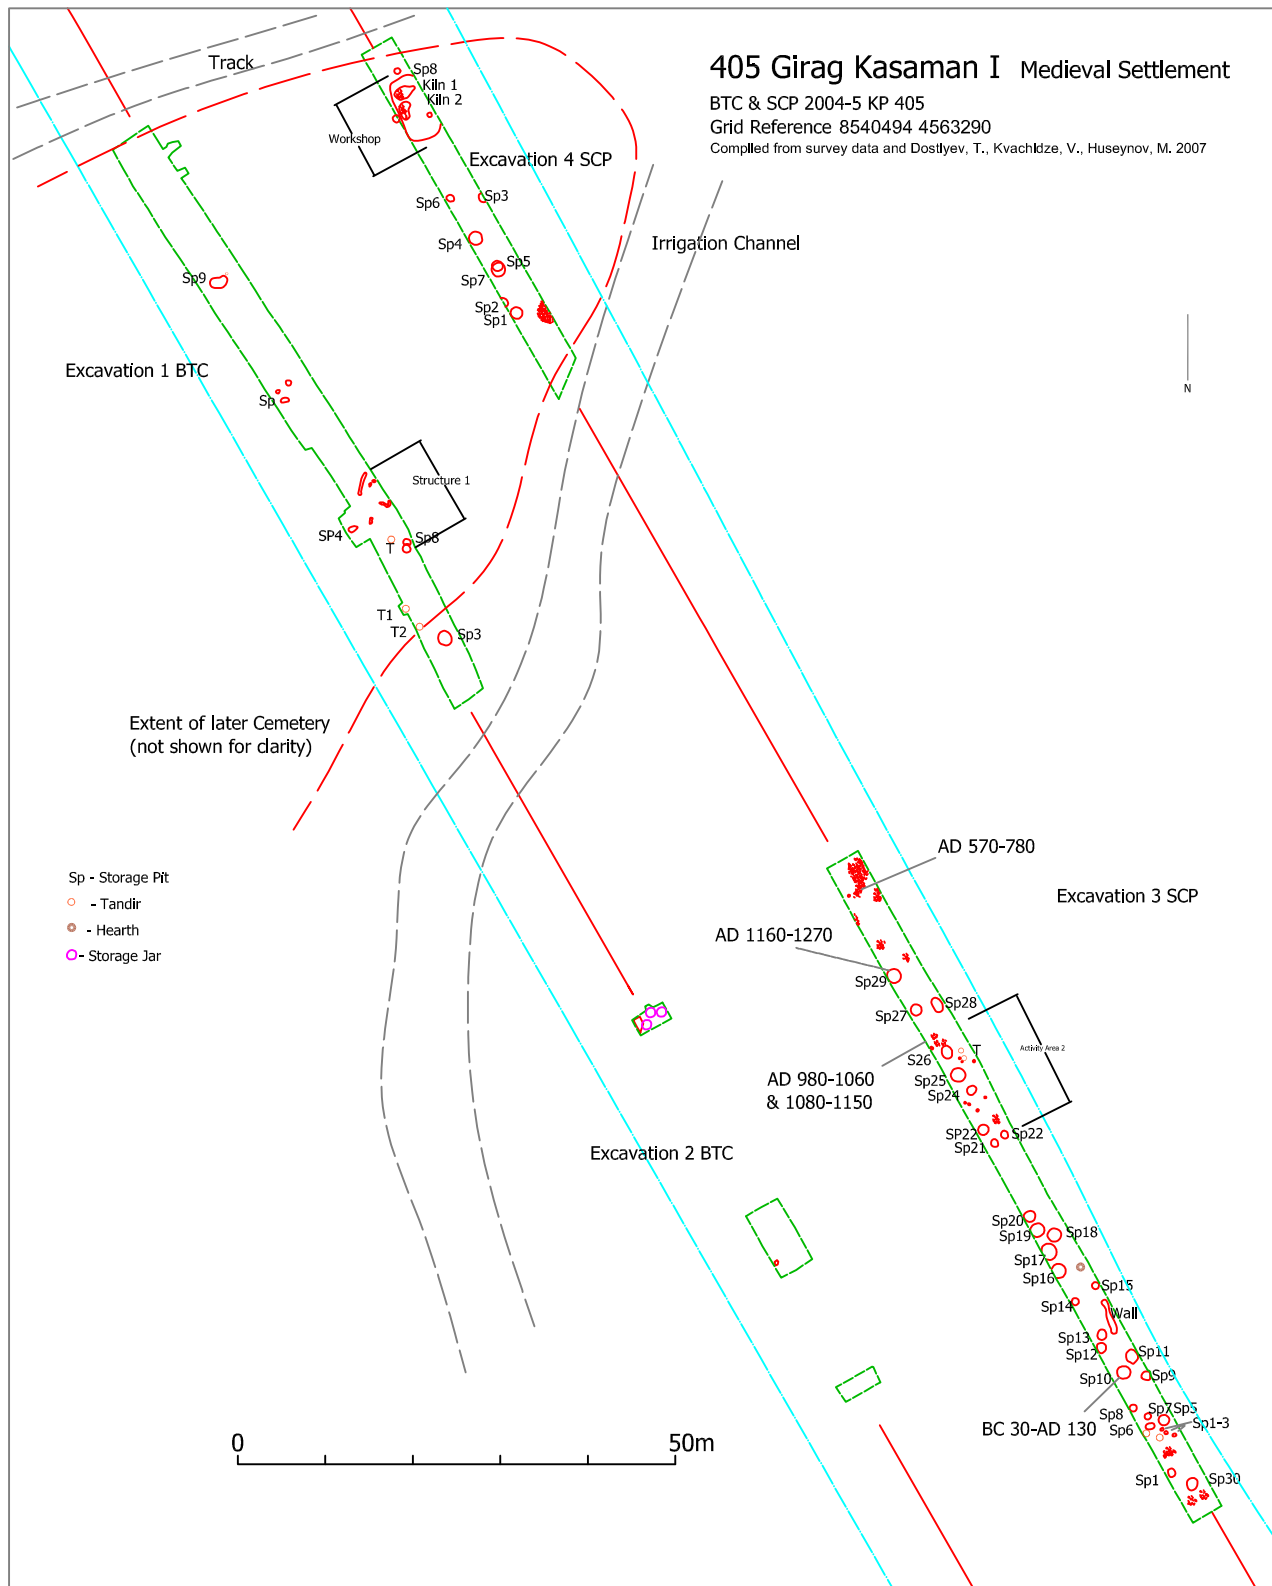 405 Girag Kasaman I Medieval Settlement
BTC & SCP 2004-5 KP 405
Grid Reference 8540494 4563290
Complled from survey data and Dostlyev, T., Kvachldze, V., Huseynov, M. 2007
Track
Sp8
Kiln 1
Kiln 2
Workshop
Excavation 4 SCP
Sp6
Sp3
Sp4
Sp5
Sp7
Sp2
Sp1
Irrigation Channel
Sp9
Excavation 1 BTC
N
Sp
Structure 1
SP4
T
Sp8
T1
T2
Sp3
Extent of later Cemetery
(not shown for clarity)
Sp - Storage Pit
- Tandir
- Hearth
- Storage Jar
AD 570-780
Excavation 3 SCP
AD 1160-1270
Sp29
Sp28
Sp27
S26
T
Activity Area 2
Sp25
Sp24
AD 980-1060
& 1080-1150
SP22
Sp22
Sp21
Excavation 2 BTC
Sp20
Sp19
Sp18
Sp17
Sp16
Sp15
Sp14
Wall
Sp13
Sp12
Sp11
Sp10
Sp9
Sp8
Sp7
Sp5
Sp6
Sp1-3
BC 30-AD 130
Sp1
Sp30
0
50m